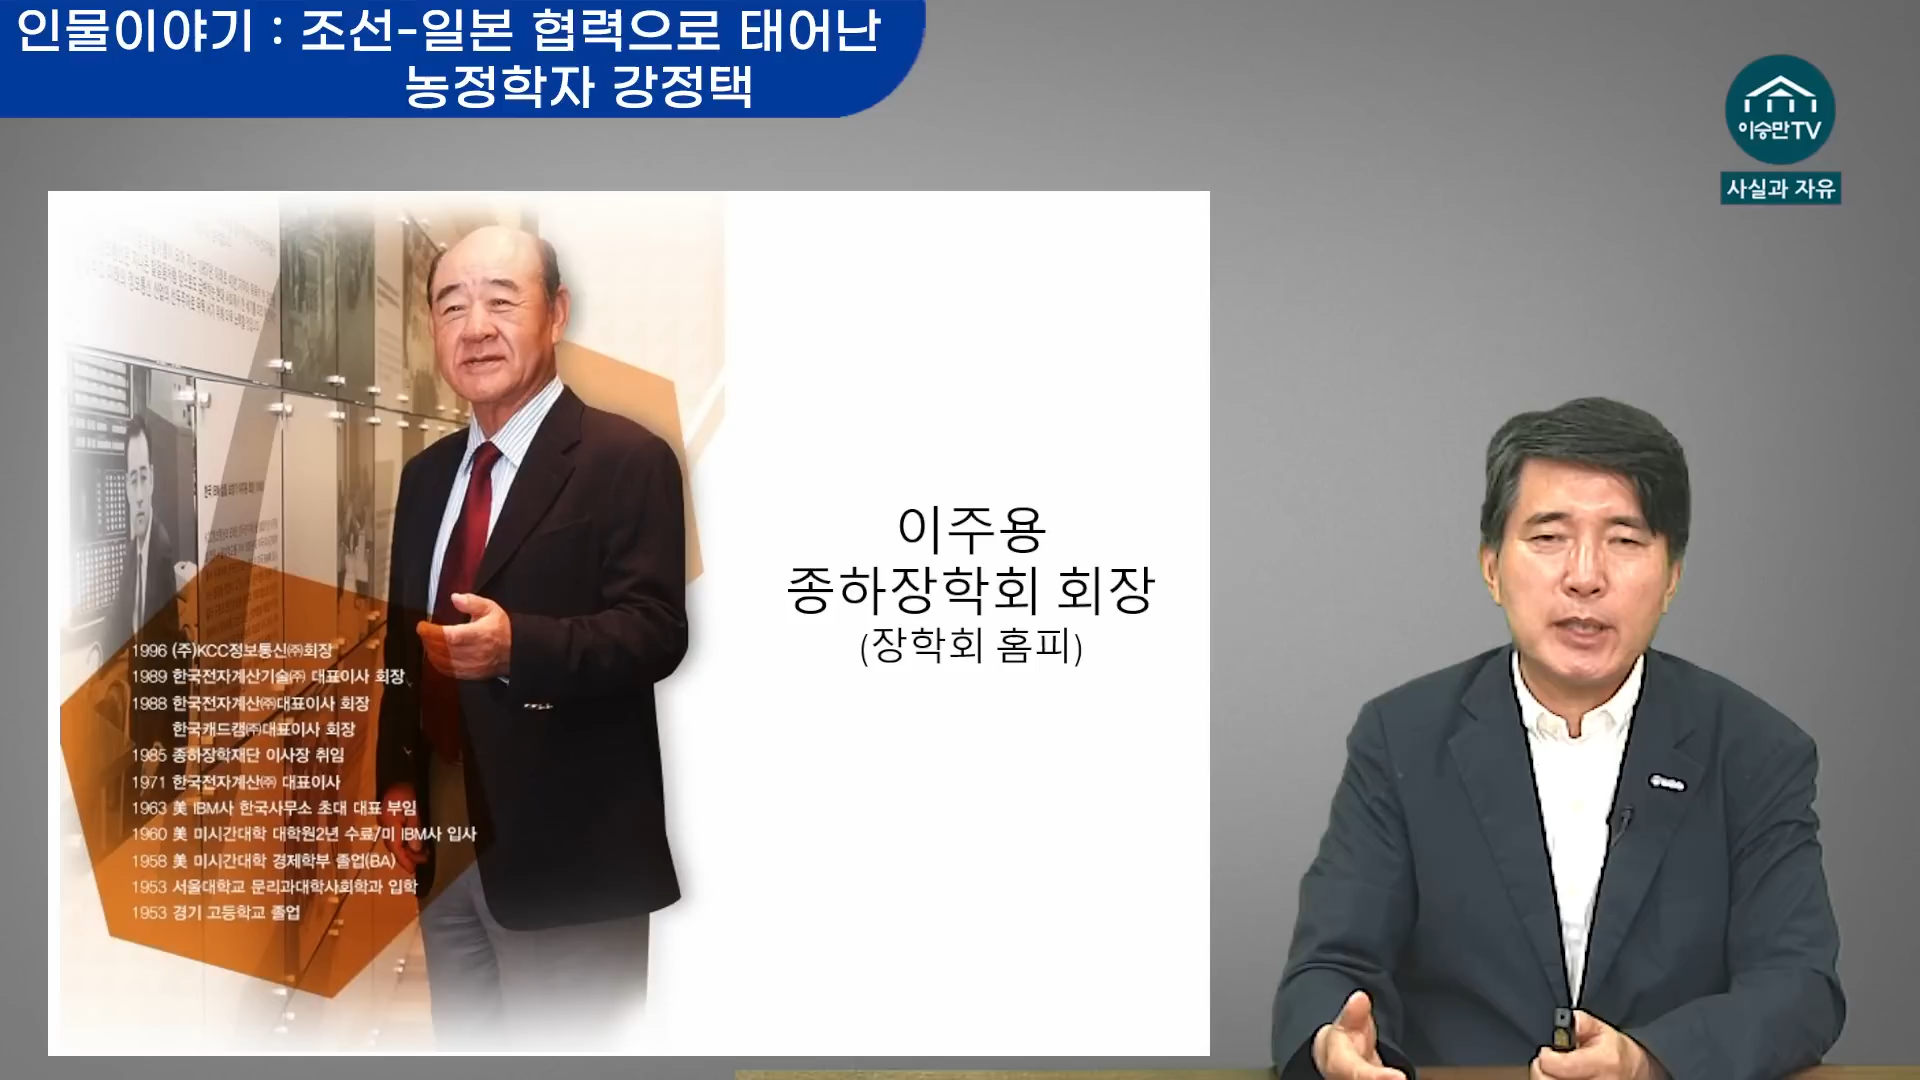 인물이야기 : 조선-일본 협력으로 태어난
농정학자 강정택
이승만TV
사실과 자유
이주용
종하장학회 회장
(장학회 홈피)
1996 (주)KCC정보통신㈜회장
1989 한국전자계산기술㈜ 대표이사 회장
1988 한국전자계산㈜대표이사 회장
한국캐드캠㈜대표이사 회장
1985 종하장학재단 이사장 취임
1971 한국전자계산㈜ 대표이사
1963 美 IBM사 한국사무소 초대 대표 부임
1960 美 미시간대학 대학원2년 수료/미 IBM사 입사
1958 美 미시간대학 경제학부 졸업(BA)
1953 서울대학교 문리과대학사회학과 입학
1953 경기 고등학교 졸업